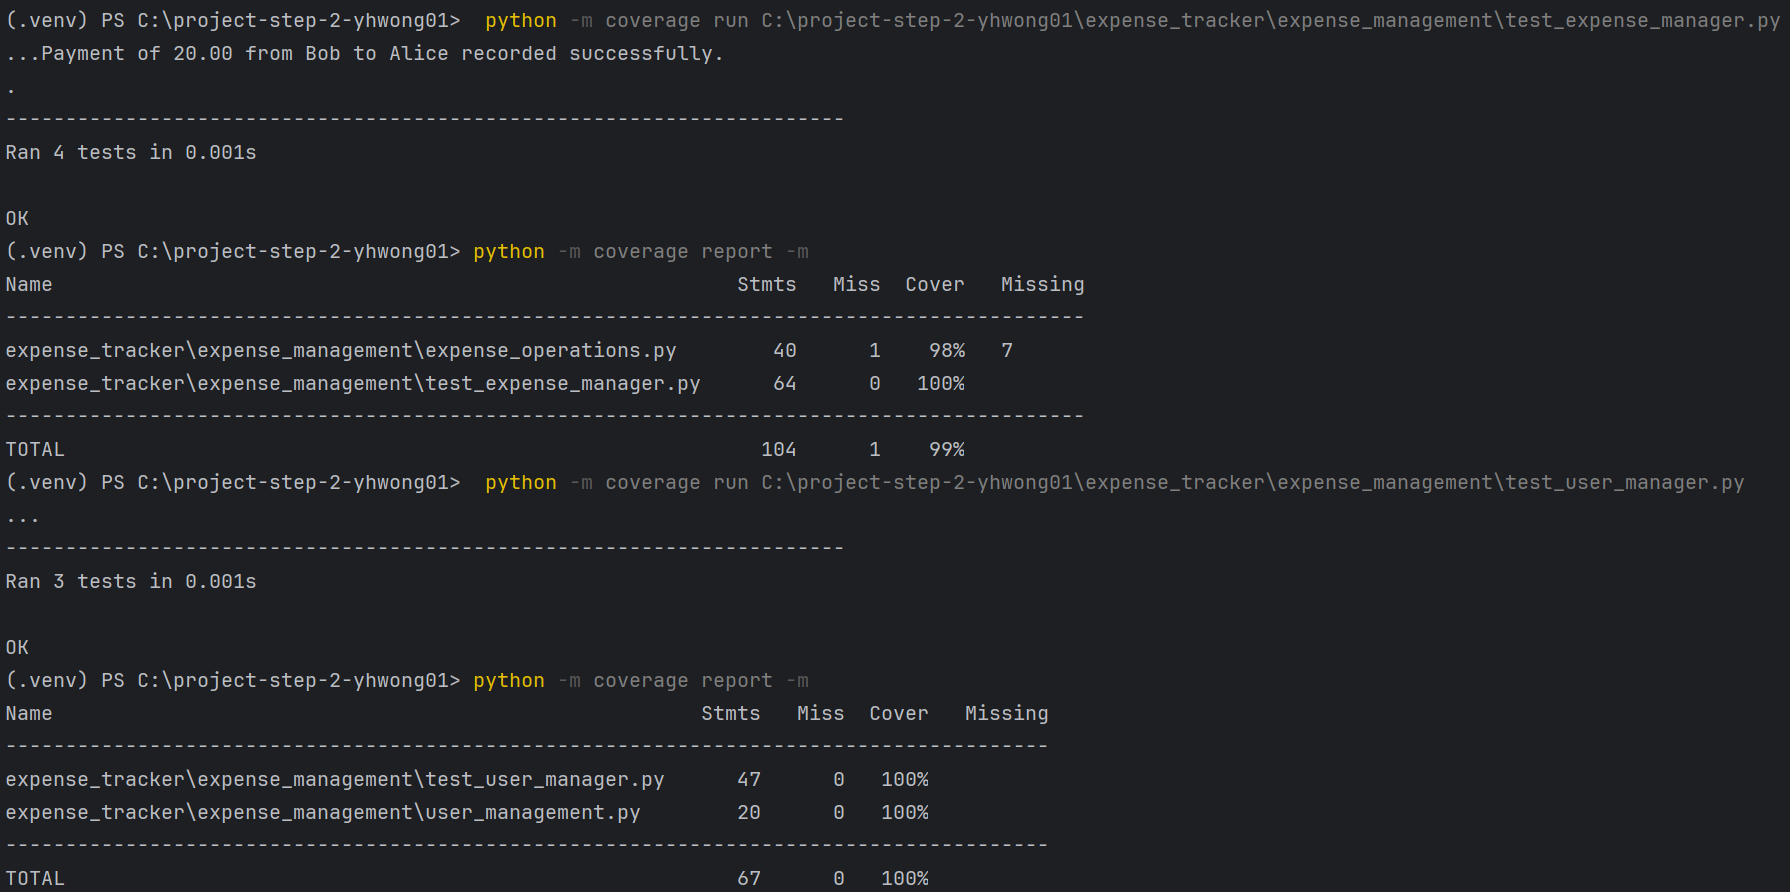 (.venv) PS C:\project-step-2-yhwong01>  python -m coverage run C:\project-step-2-yhwong01\expense_tracker\expense_management\test_expense_manager.py
...Payment of 20.00 from Bob to Alice recorded successfully.
.
----------------------------------------------------------------------
Ran 4 tests in 0.001s
OK
(.venv) PS C:\project-step-2-yhwong01> python -m coverage report -m
Name                                                         Stmts   Miss  Cover   Missing
------------------------------------------------------------------------------------------
expense_tracker\expense_management\expense_operations.py        40      1    98%   7
expense_tracker\expense_management\test_expense_manager.py      64      0   100%
------------------------------------------------------------------------------------------
TOTAL                                                          104      1    99%
(.venv) PS C:\project-step-2-yhwong01>  python -m coverage run C:\project-step-2-yhwong01\expense_tracker\expense_management\test_user_manager.py
...
----------------------------------------------------------------------
Ran 3 tests in 0.001s
OK
(.venv) PS C:\project-step-2-yhwong01> python -m coverage report -m
Name                                                      Stmts   Miss  Cover   Missing
---------------------------------------------------------------------------------------
expense_tracker\expense_management\test_user_manager.py      47      0   100%
expense_tracker\expense_management\user_management.py        20      0   100%
---------------------------------------------------------------------------------------
TOTAL                                                        67      0   100%